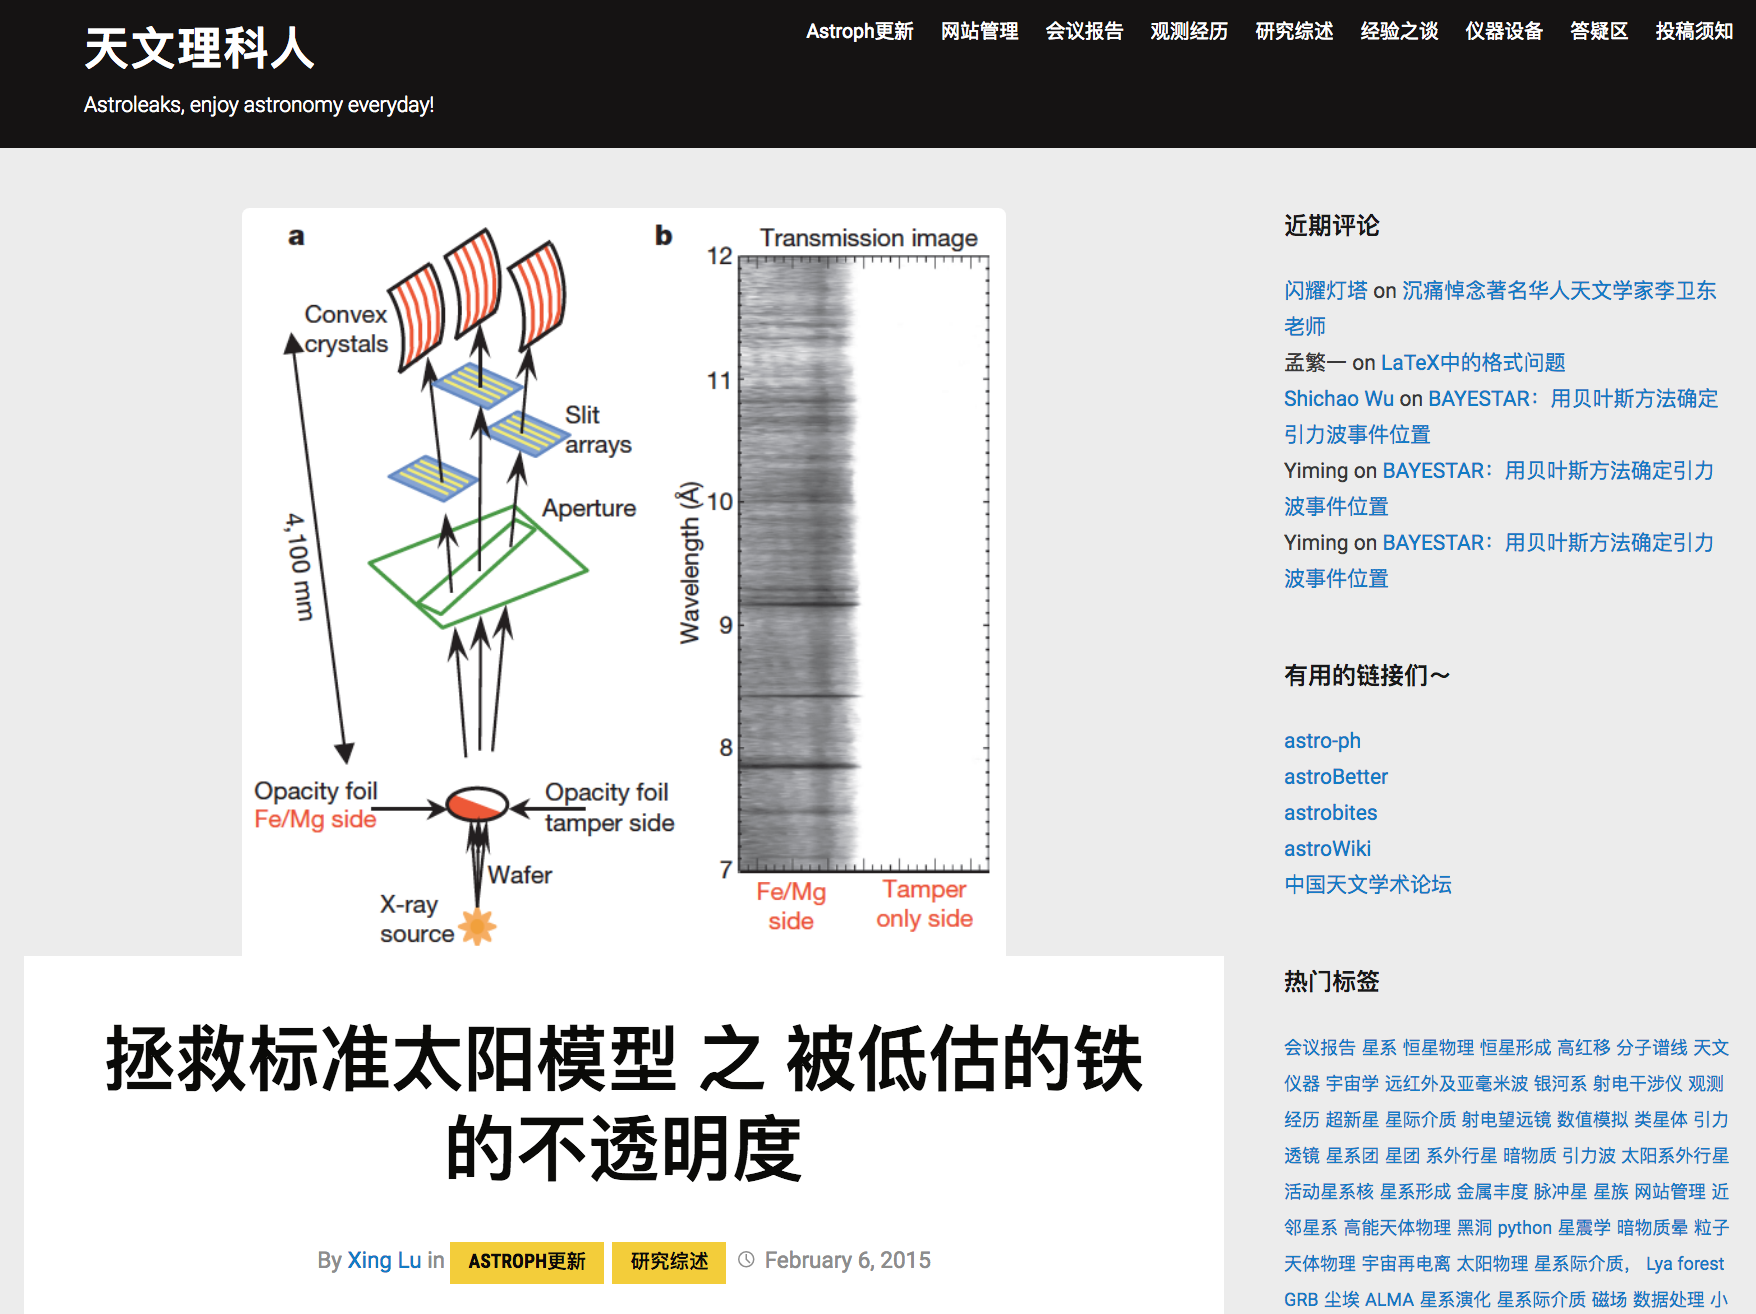 天文理科人
Astroleaks, enjoy astronomy everyday!
Astroph更新 网站管理 会议报告 观测经历 研究综述 经验之谈 仪器设备 答疑区 投稿须知
a
Convex
crystals
Slit
arrays
Aperture
4,100 mm
Opacity foil
Fe/Mg side
Opacity foil
tamper side
Wafer
X-ray
source
b
Transmission image
Wavelength (Å)
12
11
10
9
8
7
Fe/Mg
side
Tamper
only side
拯救标准太阳模型 之 被低估的铁
的不透明度
By Xing Lu in ASTROPH更新 研究综述 February 6, 2015
近期评论
闪耀灯塔 on 沉痛悼念著名华人天文学家李卫东
老师
孟繁一 on LaTeX中的格式问题
Shichao Wu on BAYESTAR：用贝叶斯方法确定
引力波事件位置
Yiming on BAYESTAR：用贝叶斯方法确定引力
波事件位置
Yiming on BAYESTAR：用贝叶斯方法确定引力
波事件位置
有用的链接们～
astro-ph
astroBetter
astrobites
astroWiki
中国天文学术论坛
热门标签
会议报告 星系 恒星物理 恒星形成 高红移 分子谱线 天文
仪器 宇宙学 远红外及亚毫米波 银河系 射电干涉仪 观测
经历 超新星 星际介质 射电望远镜 数值模拟 类星体 引力
透镜 星系团 星团 系外行星 暗物质 引力波 太阳系外行星
活动星系核 星系形成 金属丰度 脉冲星 星族 网站管理 近
邻星系 高能天体物理 黑洞 python 星震学 暗物质晕 粒子
天体物理 宇宙再电离 太阳物理 星系际介质， Lya forest
GRB 尘埃 ALMA 星系演化 星系际介质 磁场 数据处理 小